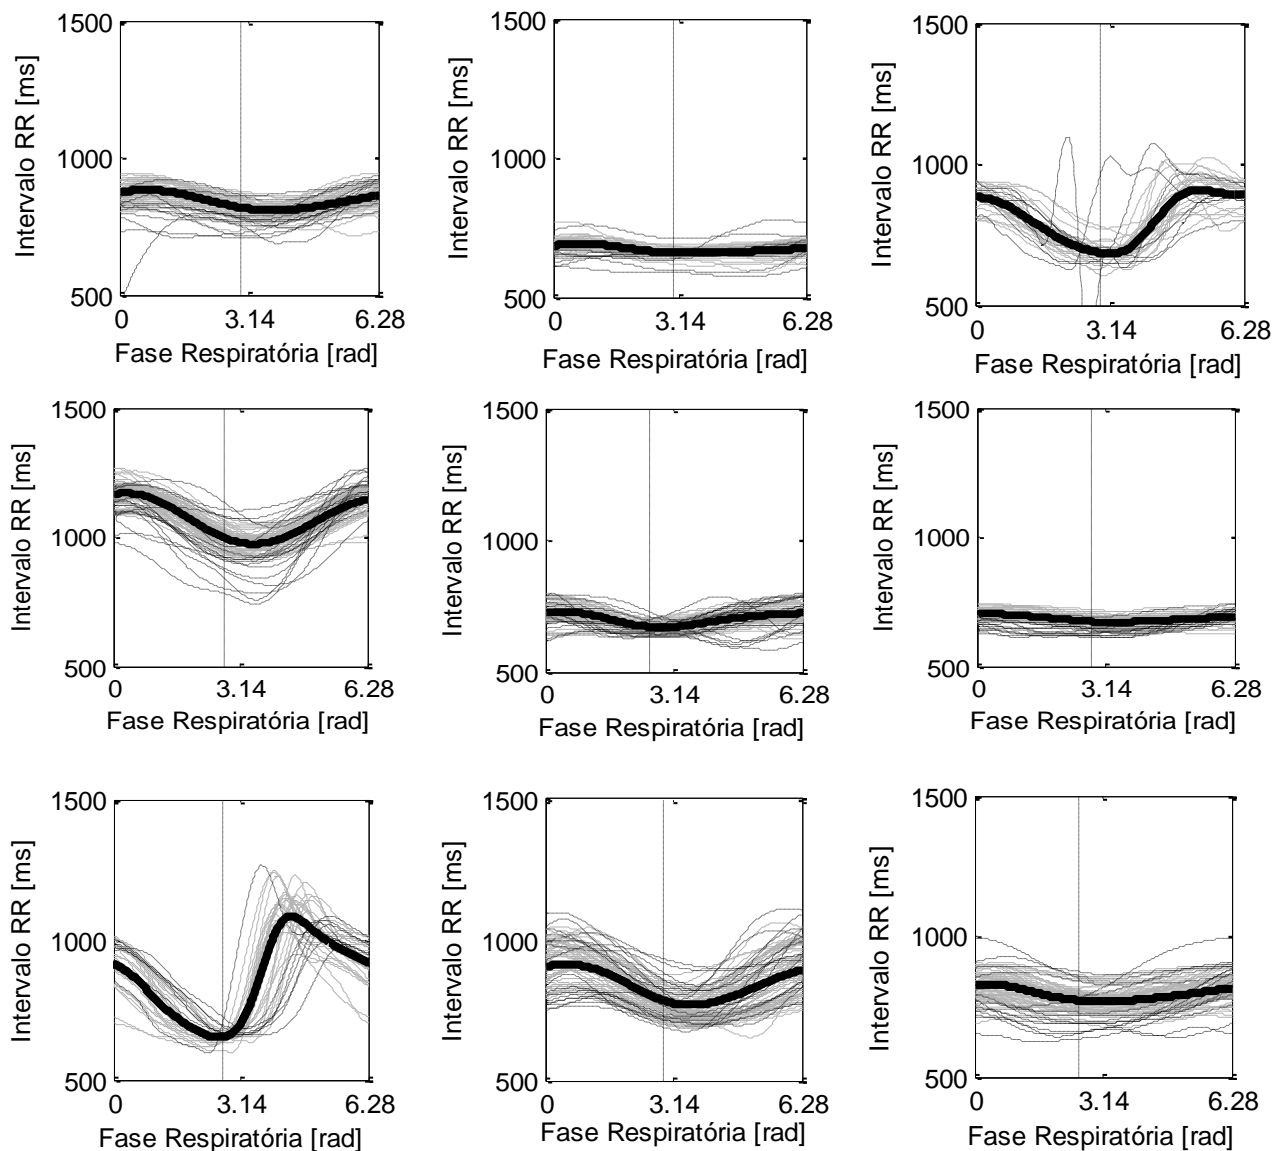 1500
1000
500
0 3.14 6.28
Intervalo RR [ms]
Fase Respiratória [rad]
1500
1000
500
0 3.14 6.28
Intervalo RR [ms]
Fase Respiratória [rad]
1500
1000
500
0 3.14 6.28
Intervalo RR [ms]
Fase Respiratória [rad]
1500
1000
500
0 3.14 6.28
Intervalo RR [ms]
Fase Respiratória [rad]
1500
1000
500
0 3.14 6.28
Intervalo RR [ms]
Fase Respiratória [rad]
1500
1000
500
0 3.14 6.28
Intervalo RR [ms]
Fase Respiratória [rad]
1500
1000
500
0 3.14 6.28
Intervalo RR [ms]
Fase Respiratória [rad]
1500
1000
500
0 3.14 6.28
Intervalo RR [ms]
Fase Respiratória [rad]
1500
1000
500
0 3.14 6.28
Intervalo RR [ms]
Fase Respiratória [rad]